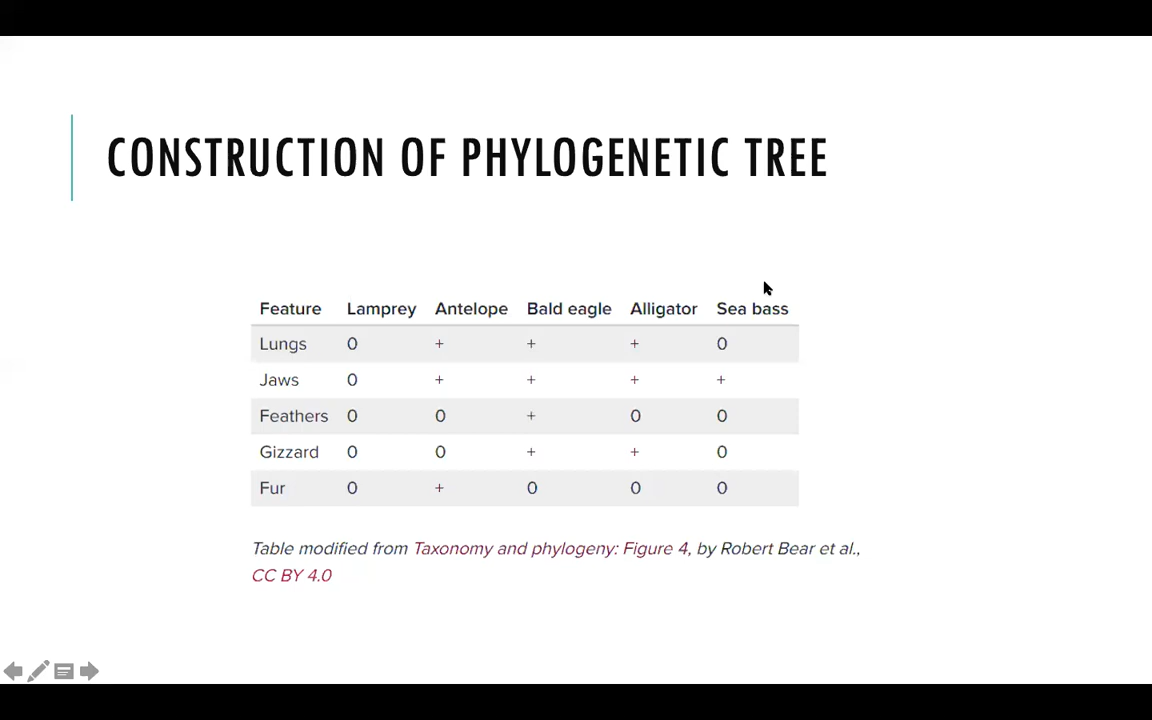 CONSTRUCTION OF PHYLOGENETIC TREE
Feature Lamprey Antelope Bald eagle Alligator Sea bass
Lungs 0 + + + 0
Jaws 0 + + + +
Feathers 0 0 + 0 0
Gizzard 0 0 + + 0
Fur 0 + 0 0 0
Table modified from Taxonomy and phylogeny: Figure 4, by Robert Bear et al.,
CC BY 4.0